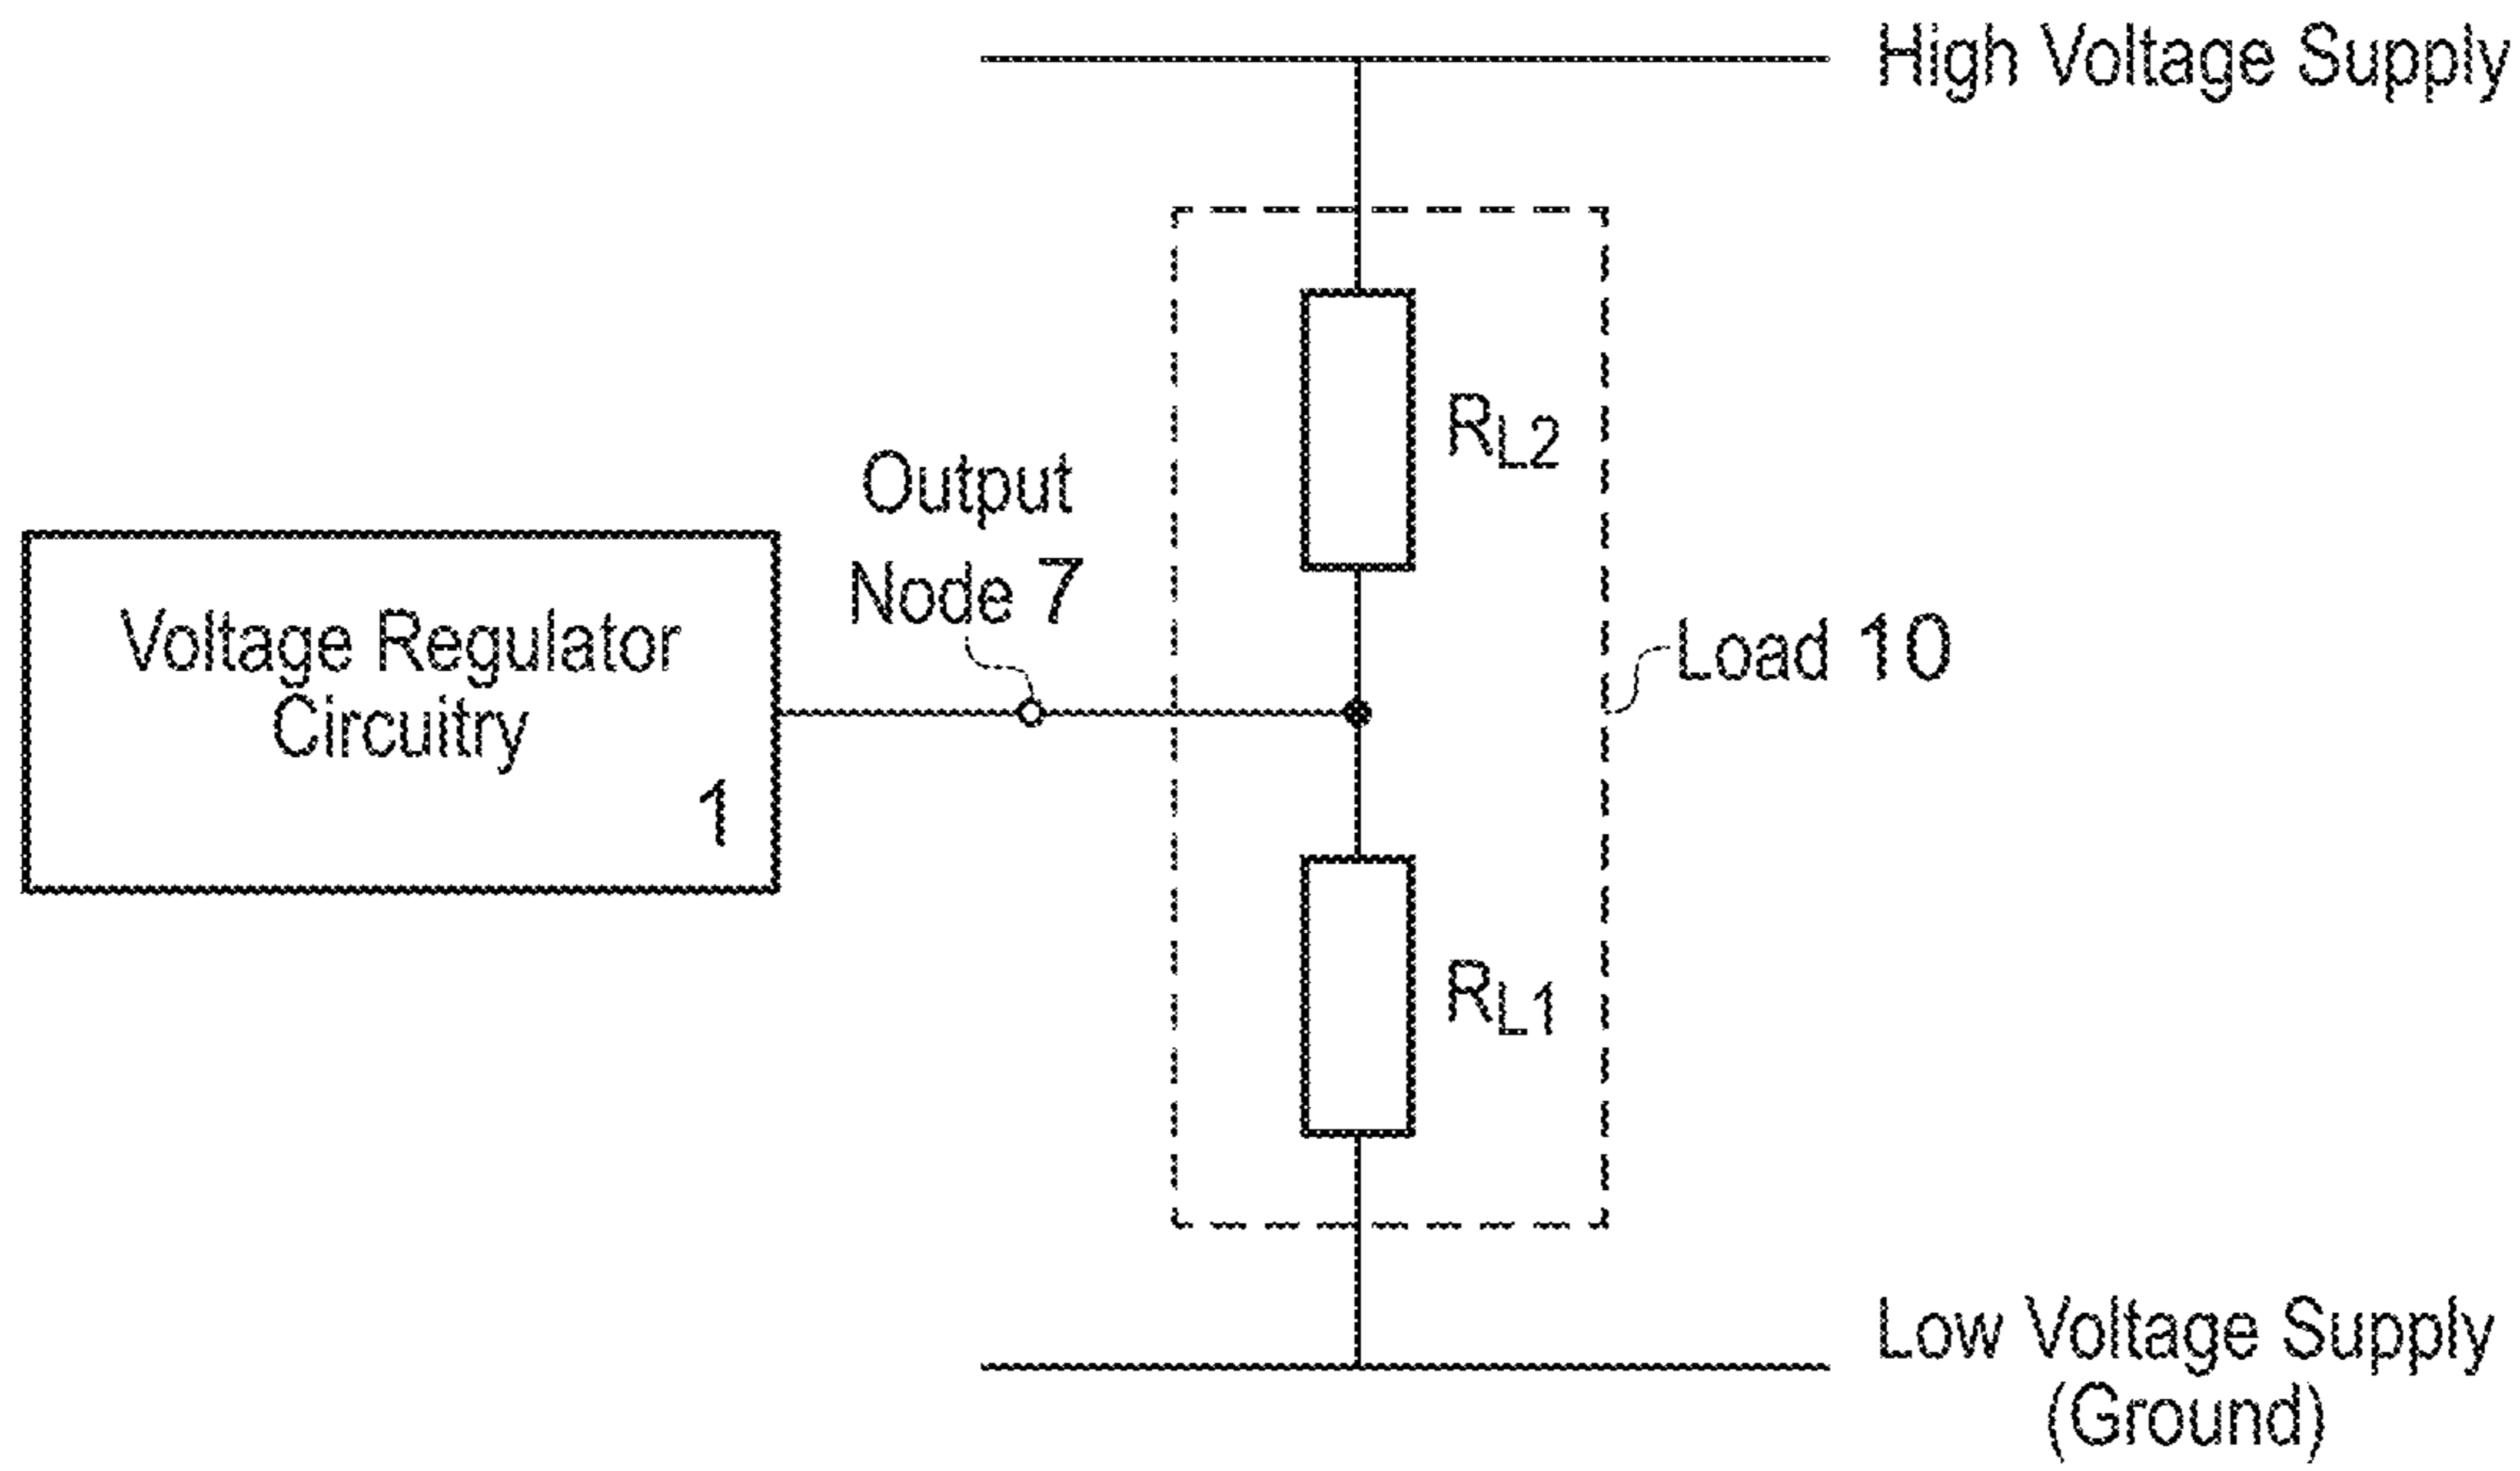 High Voltage Supply
RL2
Output
Node 7
Voltage Regulator
Circuitry
1
Load 10
RL1
Low Voltage Supply
(Ground)